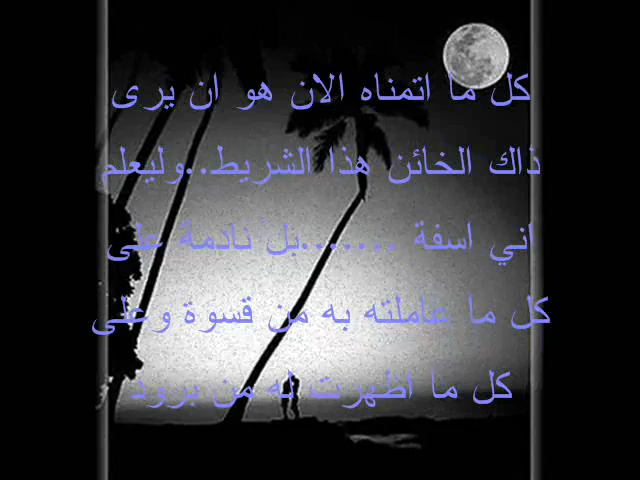 كل ما اتمناه الان هو ان يرى
ذاك الخائن هذا الشريط..وليعلم
اني اسفة .......بل نادمة على
كل ما عاملته به من قسوة وعلى
كل ما اظهرت له من برود